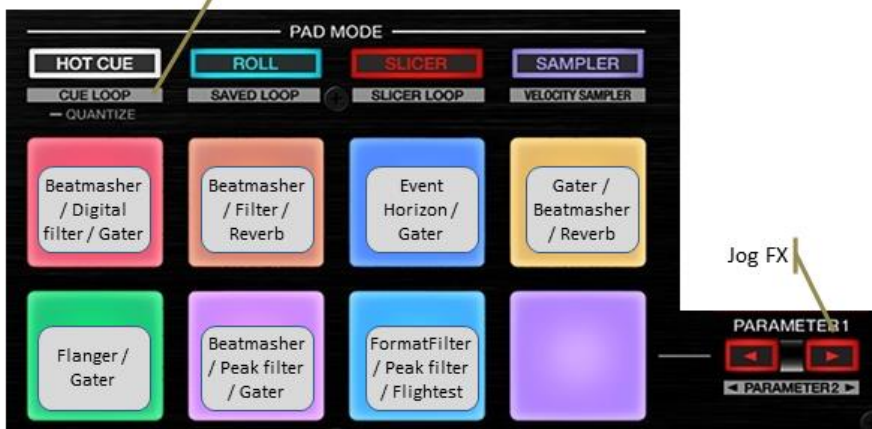 PAD MODE
HOT CUE ROLL SLICER SAMPLER
CUE LOOP SAVED LOOP SLICER LOOP VELOCITY SAMPLER
— QUANTIZE
Beatmasher
/ Digital
filter / Gater
Beatmasher
/ Filter /
Reverb
Event
Horizon /
Gater
Gater /
Beatmasher
/ Reverb
Jog FX
Flanger /
Gater
Beatmasher
/ Peak filter
/ Gater
FormatFilter
/ Peak filter
/ Flightest
PARAMETER1
◄ ►
◄ PARAMETER2 ►